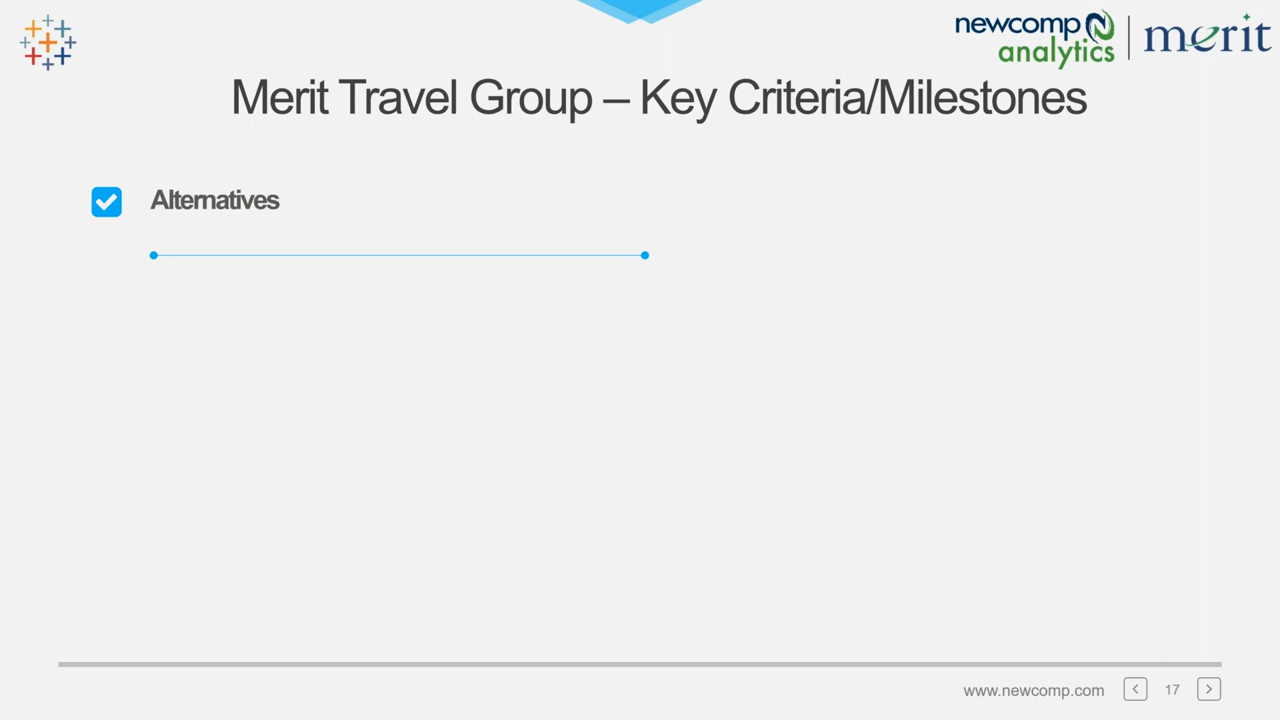 newcomp
analytics
merit
Merit Travel Group – Key Criteria/Milestones
Alternatives
www.newcomp.com
17